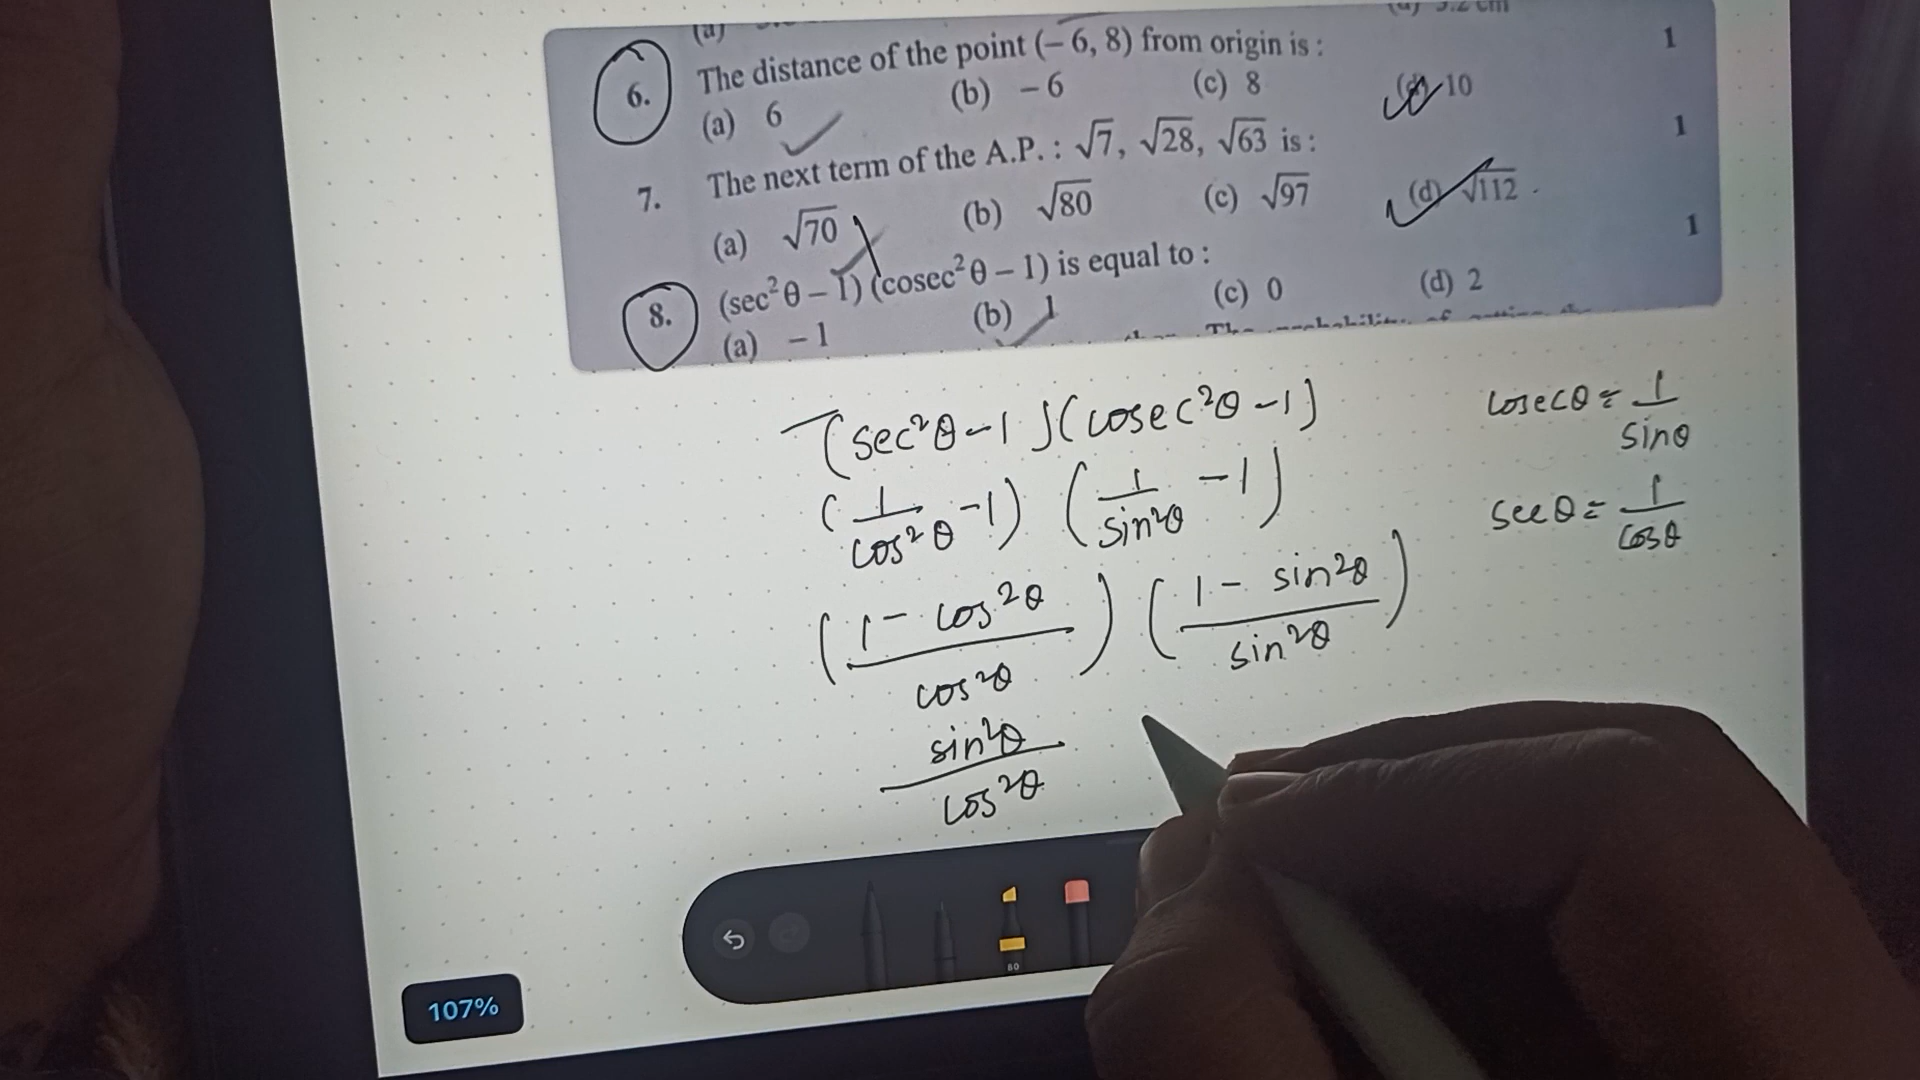 6. The distance of the point (– 6, 8) from origin is : 1
(a) 6 (b) – 6 (c) 8 (d) 10
7. The next term of the A.P. : √7, √28, √63 is : 1
(a) √70 (b) √80 (c) √97 (d) √112
8. (sec²θ – 1) (cosec²θ – 1) is equal to : 1
(a) – 1 (b) 1 (c) 0 (d) 2
(sec²θ - 1)(cosec²θ - 1)
cosecθ = 1/sinθ
(1/cos²θ - 1) (1/sin²θ - 1)
secθ = 1/cosθ
(1 - cos²θ/cos²θ) (1 - sin²θ/sin²θ)
sin²θ/cos²θ
80
107%